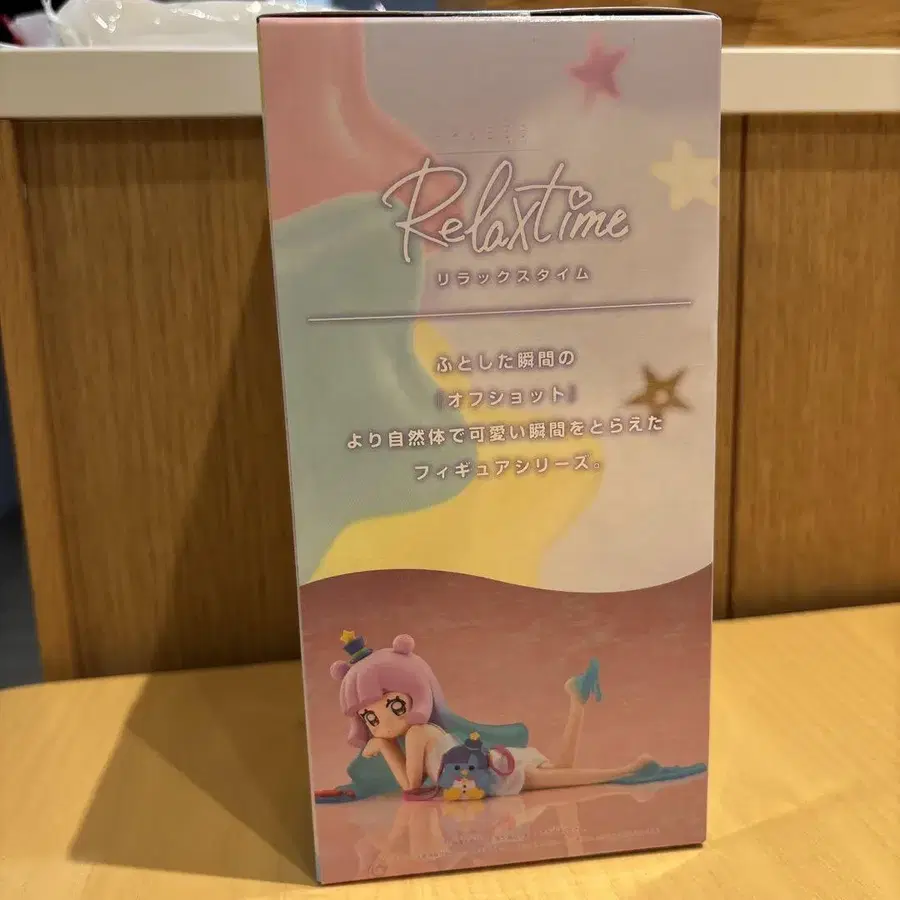 Relaxtime
リラックスタイム
ふとした瞬間の
「オフショット」
より自然体で可愛い瞬間をとらえた
フィギュアシリーズ。